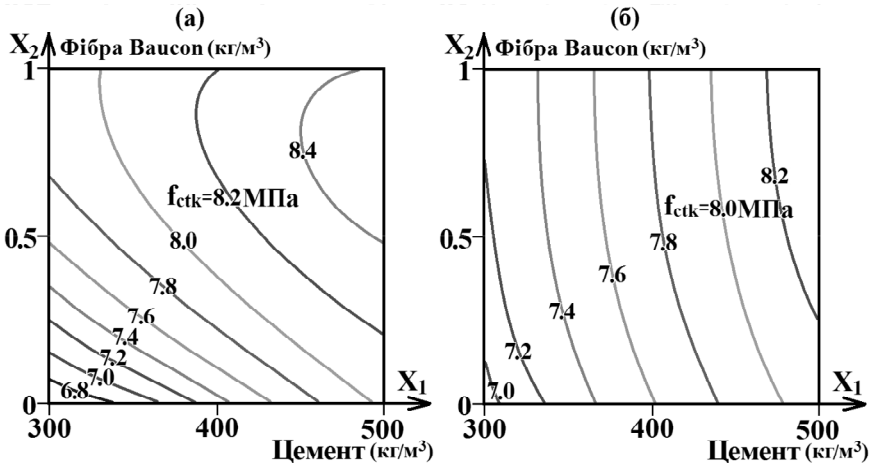 (а)
X₂ Фібра Baucon (кг/м³)
1
8.4
fctk=8.2МПа
8.0
0.5
7.8
7.6
7.4
7.2
7.0
6.8
X₁
0
300
400
500
Цемент (кг/м³)
(б)
X₂ Фібра Baucon (кг/м³)
1
8.2
fctk=8.0МПа
7.8
0.5
7.6
7.4
7.2
7.0
X₁
0
300
400
500
Цемент (кг/м³)